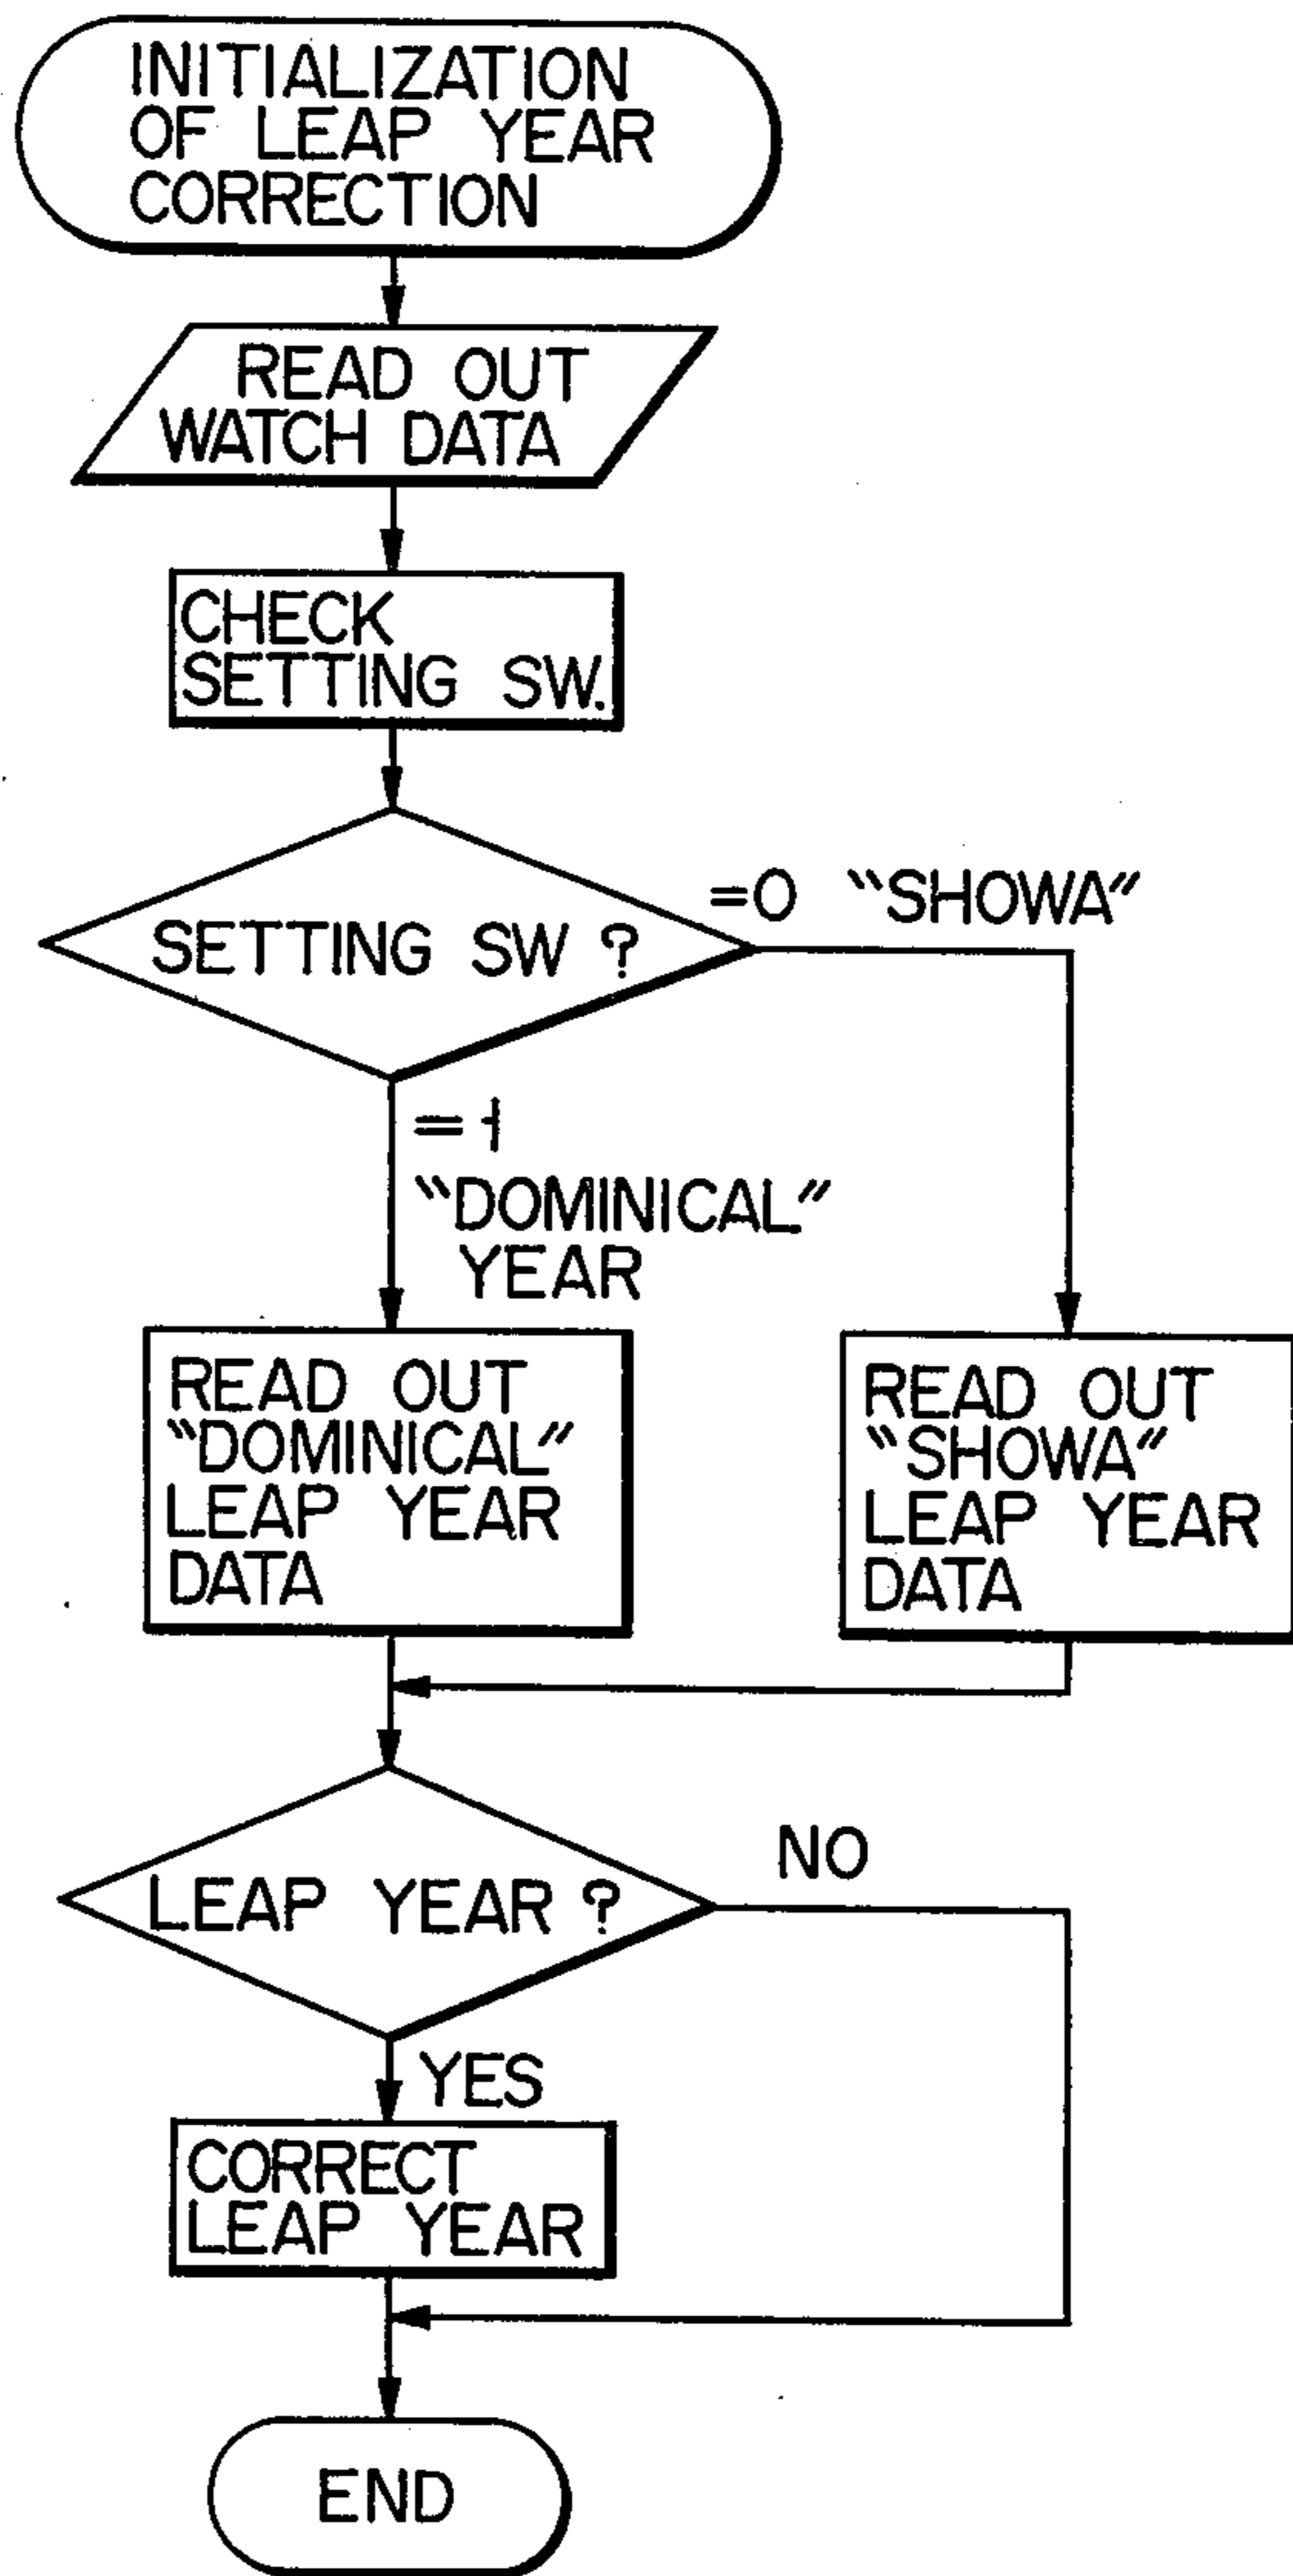 INITIALIZATION
OF LEAP YEAR
CORRECTION
READ OUT
WATCH DATA
CHECK
SETTING SW.
SETTING SW ?
=0 "SHOWA"
=1
"DOMINICAL"
YEAR
READ OUT
"DOMINICAL"
LEAP YEAR
DATA
READ OUT
"SHOWA"
LEAP YEAR
DATA
LEAP YEAR ?
NO
YES
CORRECT
LEAP YEAR
END